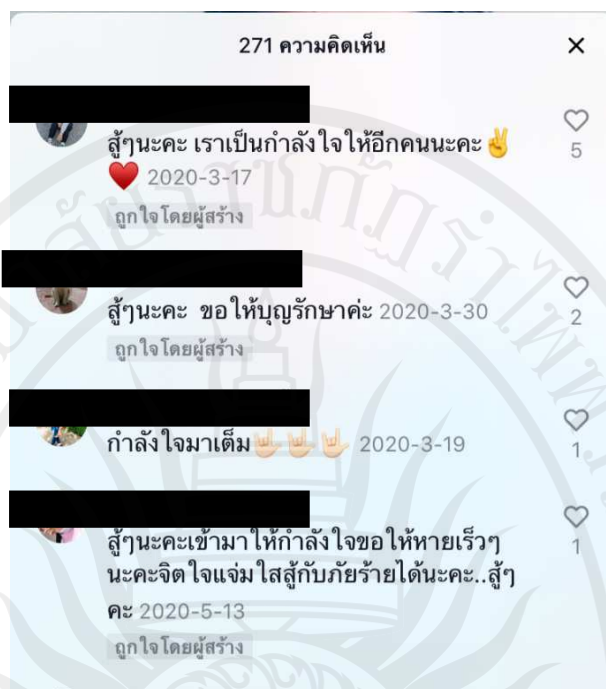 271 ความคิดเห็น
สู้ๆนะคะ เราเป็นกำลังใจให้อีกคนนะคะ✌️
❤️ 2020-3-17
5
ถูกใจโดยผู้สร้าง
สู้ๆนะคะ ขอให้บุญรักษาค่ะ 2020-3-30
2
ถูกใจโดยผู้สร้าง
กำลังใจมาเต็ม🤟🏻🤟🏻🤟🏻 2020-3-19
1
สู้ๆนะคะเข้ามาให้กำลังใจขอให้หายเร็วๆ
1
นะคะจิตใจแจ่มใสสู้กับภัยร้ายได้นะคะ..สู้ๆ
คะ 2020-5-13
ถูกใจโดยผู้สร้าง